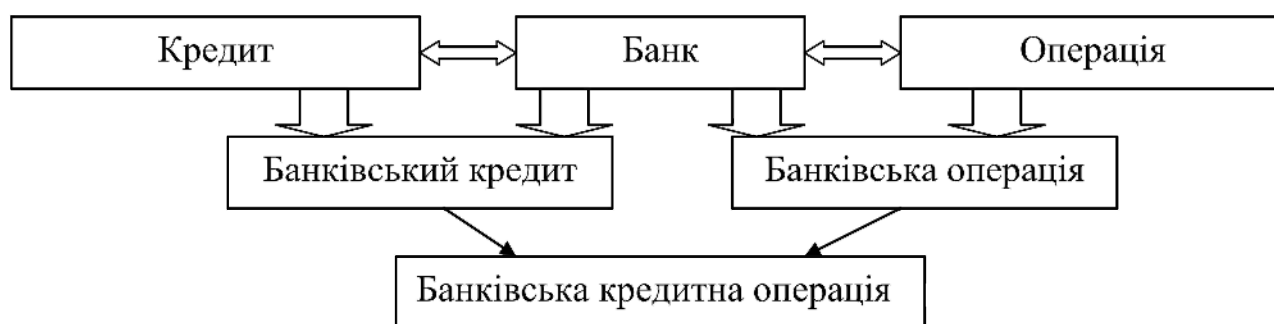 Кредит
Банк
Операція
Банківський кредит
Банківська операція
Банківська кредитна операція